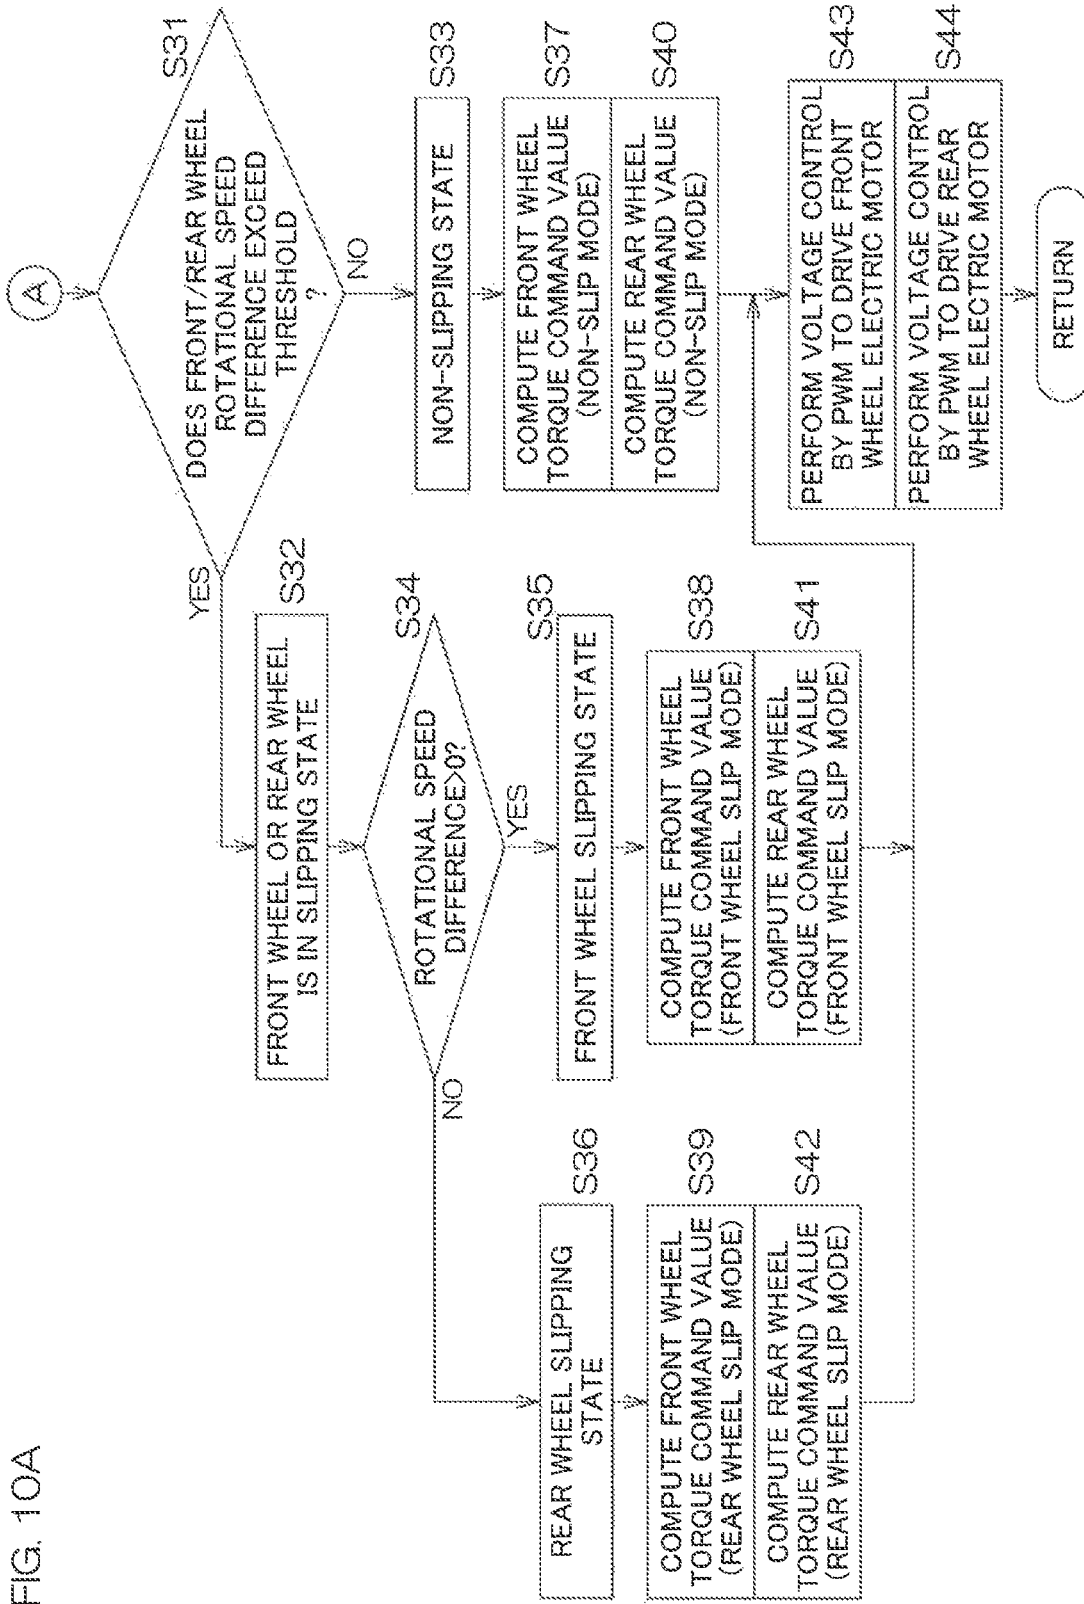 FIG. 10A
A
DOES FRONT/REAR WHEEL
ROTATIONAL SPEED
DIFFERENCE EXCEED
THRESHOLD
?
S31
YES
NO
FRONT WHEEL OR REAR WHEEL
IS IN SLIPPING STATE
S32
NON-SLIPPING STATE
S33
ROTATIONAL SPEED
DIFFERENCE>0?
S34
NO
YES
REAR WHEEL SLIPPING
STATE
S36
FRONT WHEEL SLIPPING STATE
S35
COMPUTE FRONT WHEEL
TORQUE COMMAND VALUE
(REAR WHEEL SLIP MODE)
S39
COMPUTE REAR WHEEL
TORQUE COMMAND VALUE
(REAR WHEEL SLIP MODE)
S42
COMPUTE FRONT WHEEL
TORQUE COMMAND VALUE
(FRONT WHEEL SLIP MODE)
S38
COMPUTE REAR WHEEL
TORQUE COMMAND VALUE
(FRONT WHEEL SLIP MODE)
S41
COMPUTE FRONT WHEEL
TORQUE COMMAND VALUE
(NON-SLIP MODE)
S37
COMPUTE REAR WHEEL
TORQUE COMMAND VALUE
(NON-SLIP MODE)
S40
PERFORM VOLTAGE CONTROL
BY PWM TO DRIVE FRONT
WHEEL ELECTRIC MOTOR
S43
PERFORM VOLTAGE CONTROL
BY PWM TO DRIVE REAR
WHEEL ELECTRIC MOTOR
S44
RETURN